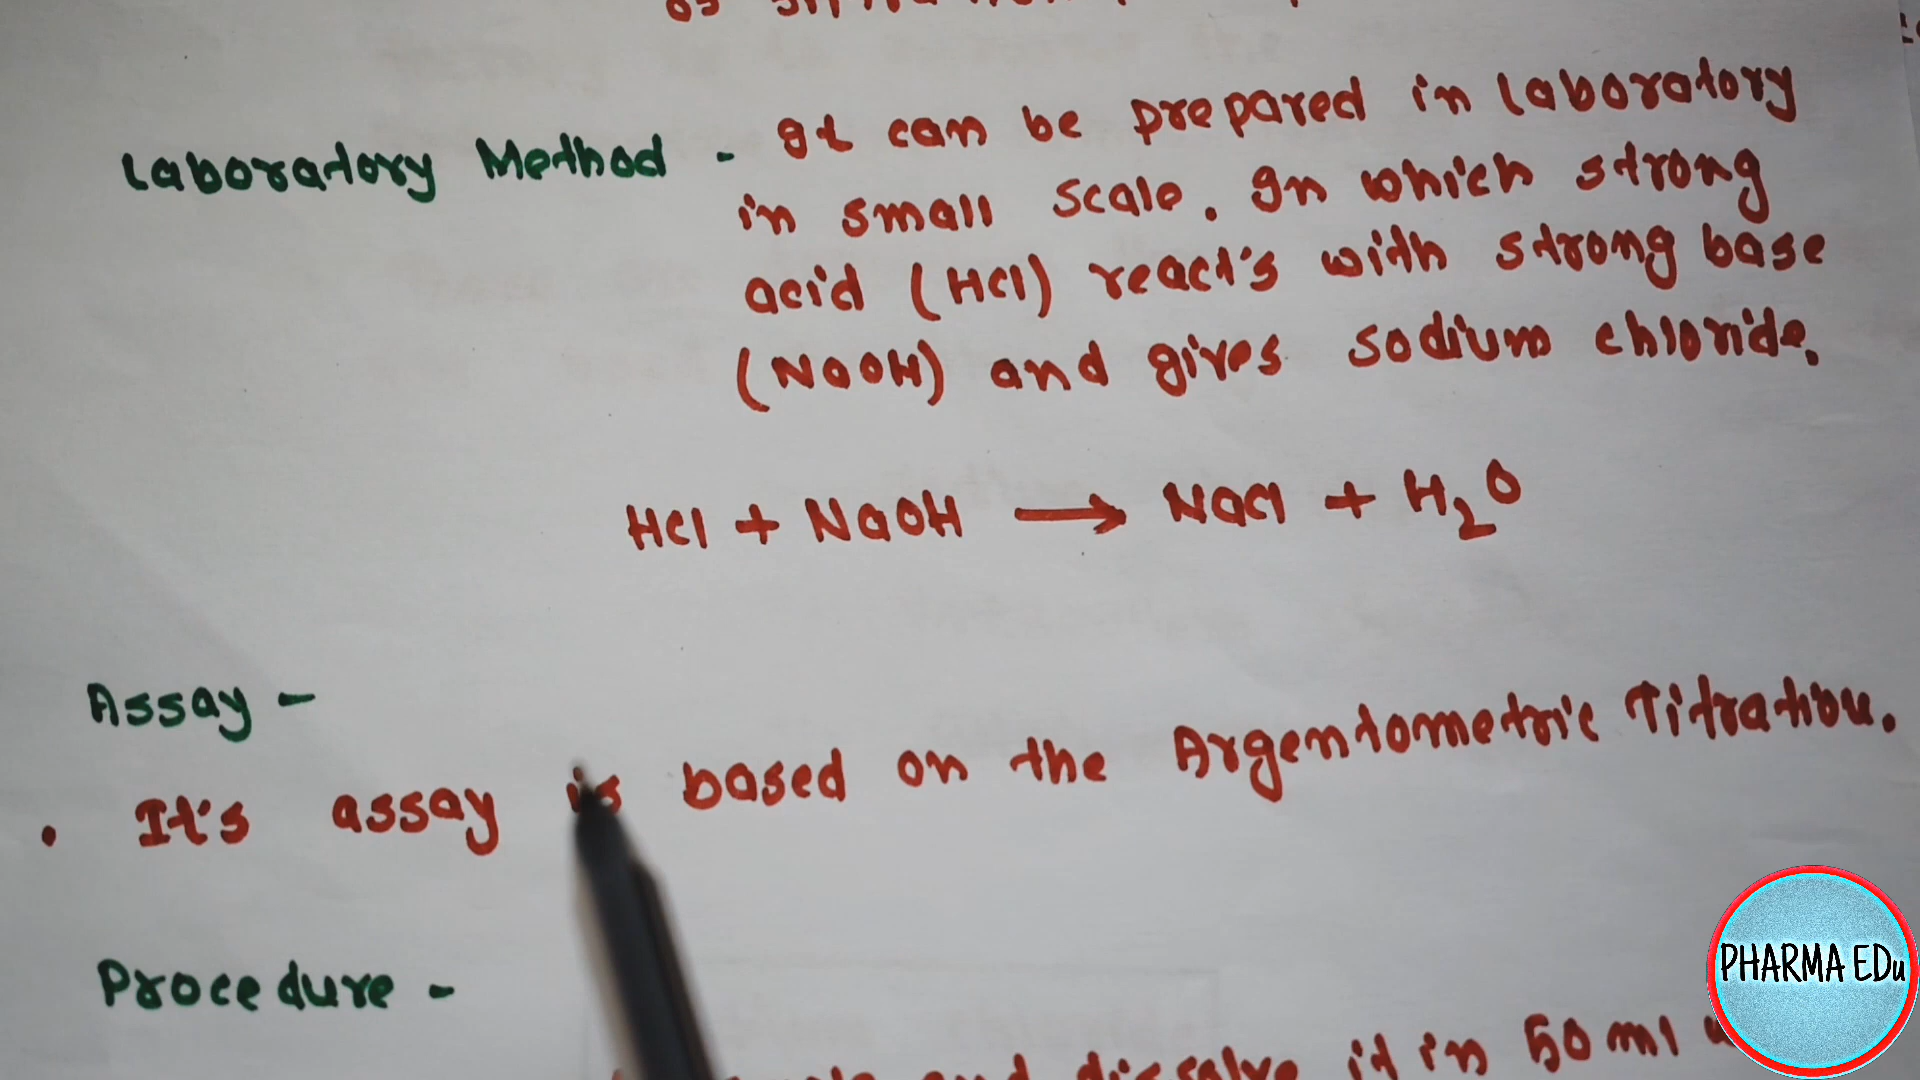 Laboratory Method - It can be prepared in laboratory
in small scale. In which strong
acid (HCl) react's with strong base
(NaOH) and gives sodium chloride.
HCl + NaOH → NaCl + H₂O
Assay -
• It's assay is based on the Argentometric Titration.
Procedure -
and dissolve it in 50 ml
PHARMA EDu